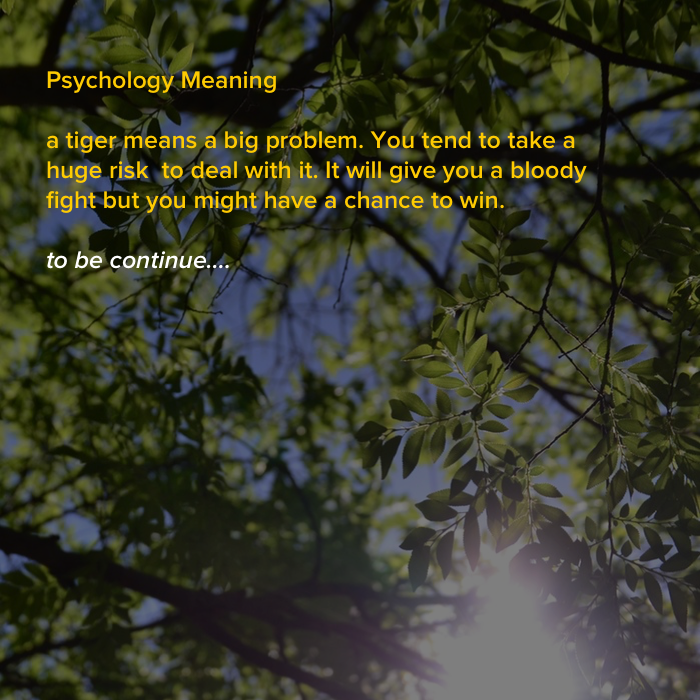 Psychology Meaning
a tiger means a big problem. You tend to take a
huge risk  to deal with it. It will give you a bloody
fight but you might have a chance to win.
to be continue....